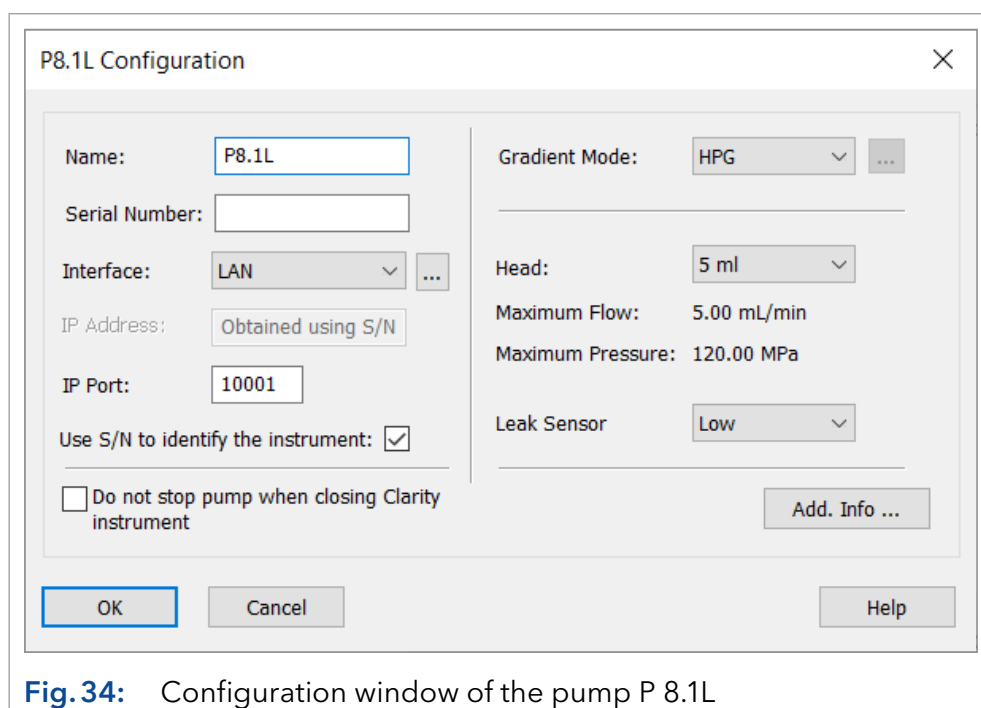 P8.1L Configuration
Name: P8.1L
Serial Number:
Interface: LAN ...
IP Address: Obtained using S/N
IP Port: 10001
Use S/N to identify the instrument:
Do not stop pump when closing Clarity
instrument
Gradient Mode: HPG ...
Head: 5 ml
Maximum Flow: 5.00 mL/min
Maximum Pressure: 120.00 MPa
Leak Sensor Low
Add. Info ...
OK Cancel Help
Fig. 34: Configuration window of the pump P 8.1L